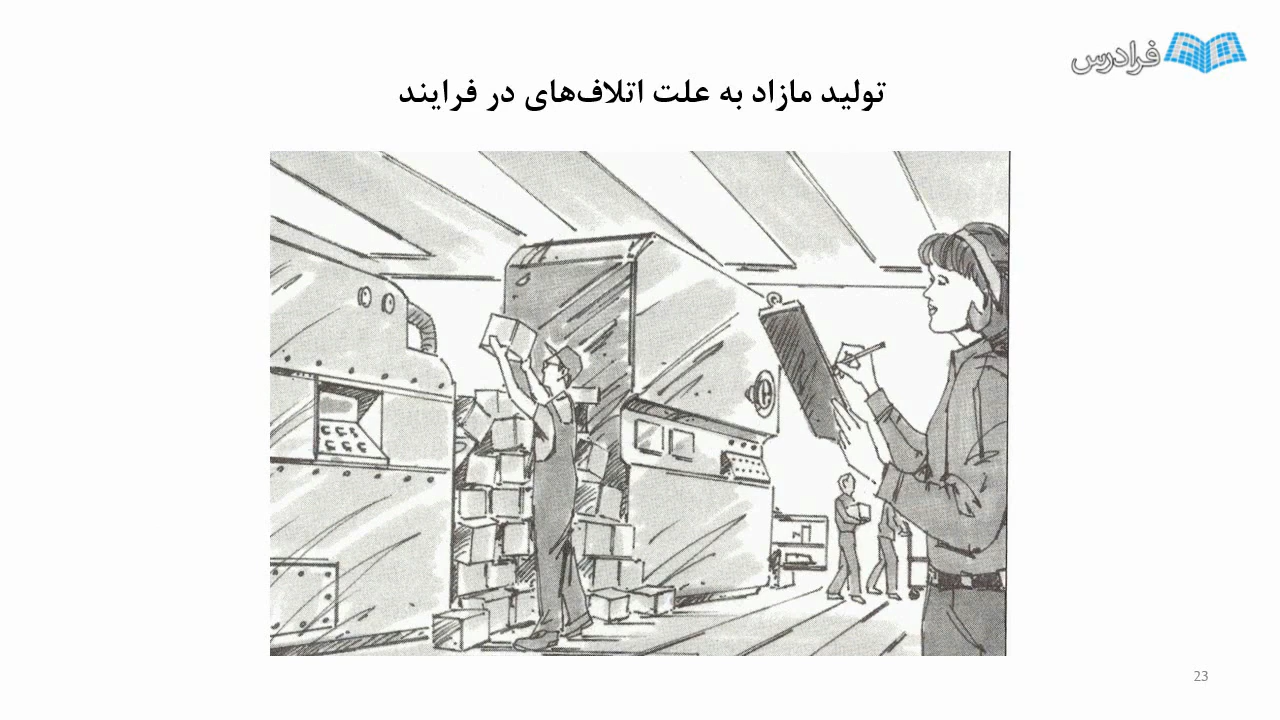 فرادرس
تولید مازاد به علت اتلاف‌های در فرایند
23